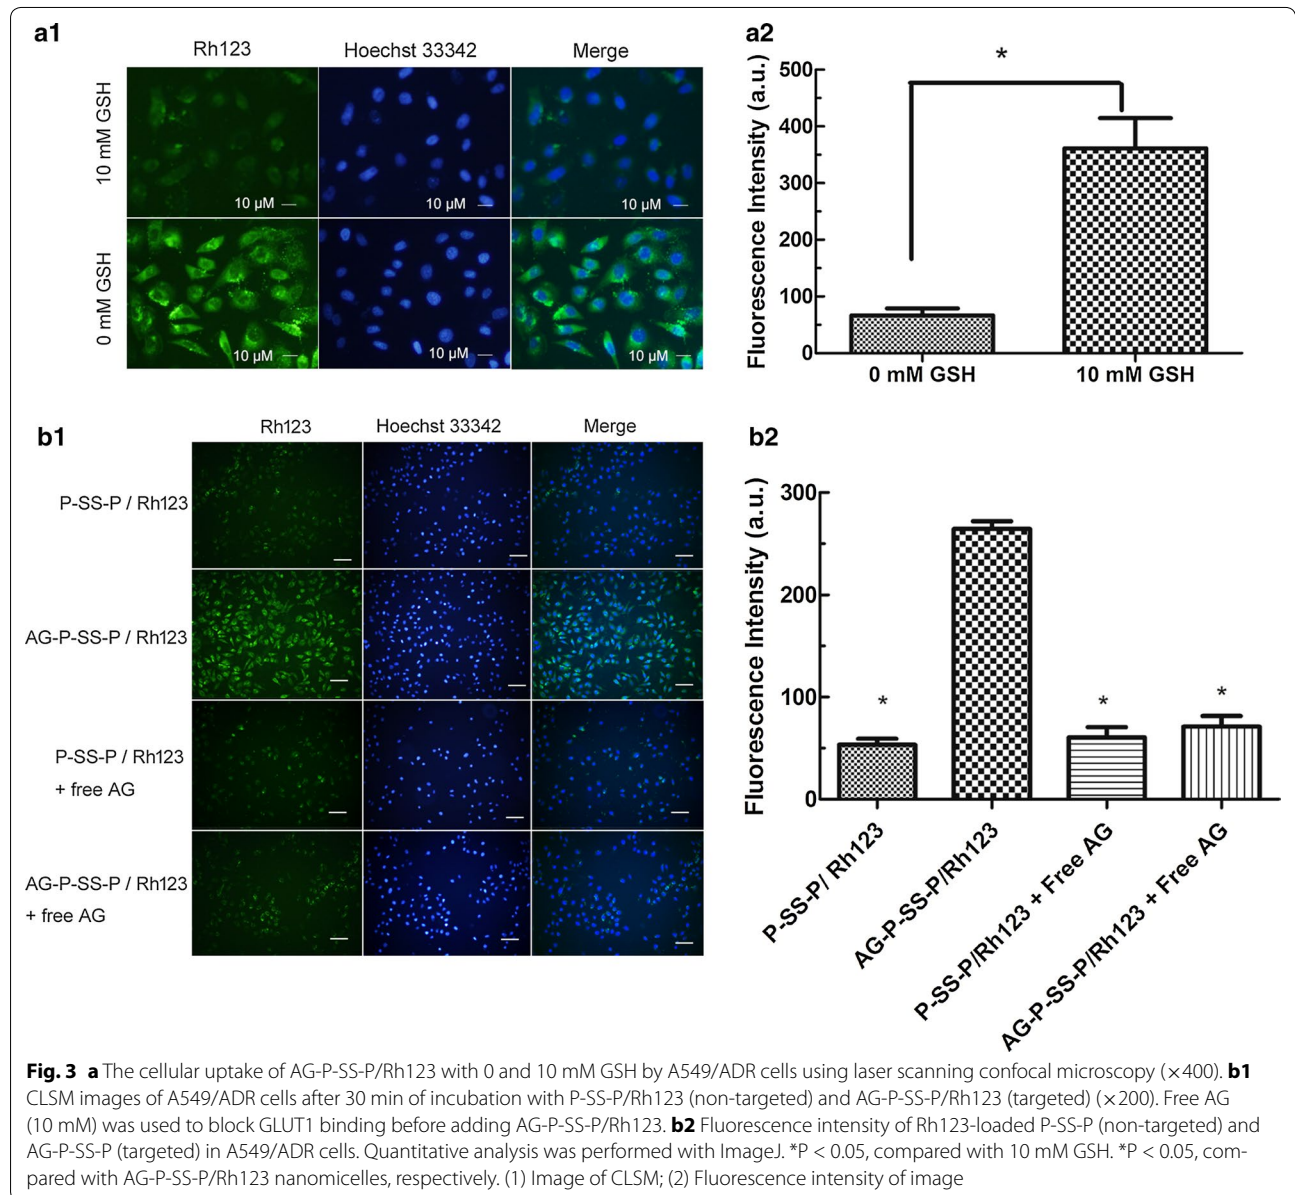 a1
Rh123 Hoechst 33342 Merge
10 mM GSH
10 µM 10 µM 10 µM
0 mM GSH
10 µM 10 µM 10 µM
a2
*
Fluorescence Intensity (a.u.)
500
400
300
200
100
0
0 mM GSH 10 mM GSH
b1
Rh123 Hoechst 33342 Merge
P-SS-P / Rh123
AG-P-SS-P / Rh123
P-SS-P / Rh123
+ free AG
AG-P-SS-P / Rh123
+ free AG
b2
Fluorescence Intensity (a.u.)
300
200
100
0
* * *
P-SS-P/ Rh123
AG-P-SS-P/Rh123
P-SS-P/Rh123 + Free AG
AG-P-SS-P/Rh123 + Free AG
Fig. 3 a The cellular uptake of AG-P-SS-P/Rh123 with 0 and 10 mM GSH by A549/ADR cells using laser scanning confocal microscopy (×400). b1
CLSM images of A549/ADR cells after 30 min of incubation with P-SS-P/Rh123 (non-targeted) and AG-P-SS-P/Rh123 (targeted) (×200). Free AG
(10 mM) was used to block GLUT1 binding before adding AG-P-SS-P/Rh123. b2 Fluorescence intensity of Rh123-loaded P-SS-P (non-targeted) and
AG-P-SS-P (targeted) in A549/ADR cells. Quantitative analysis was performed with ImageJ. *P < 0.05, compared with 10 mM GSH. *P < 0.05, com-
pared with AG-P-SS-P/Rh123 nanomicelles, respectively. (1) Image of CLSM; (2) Fluorescence intensity of image